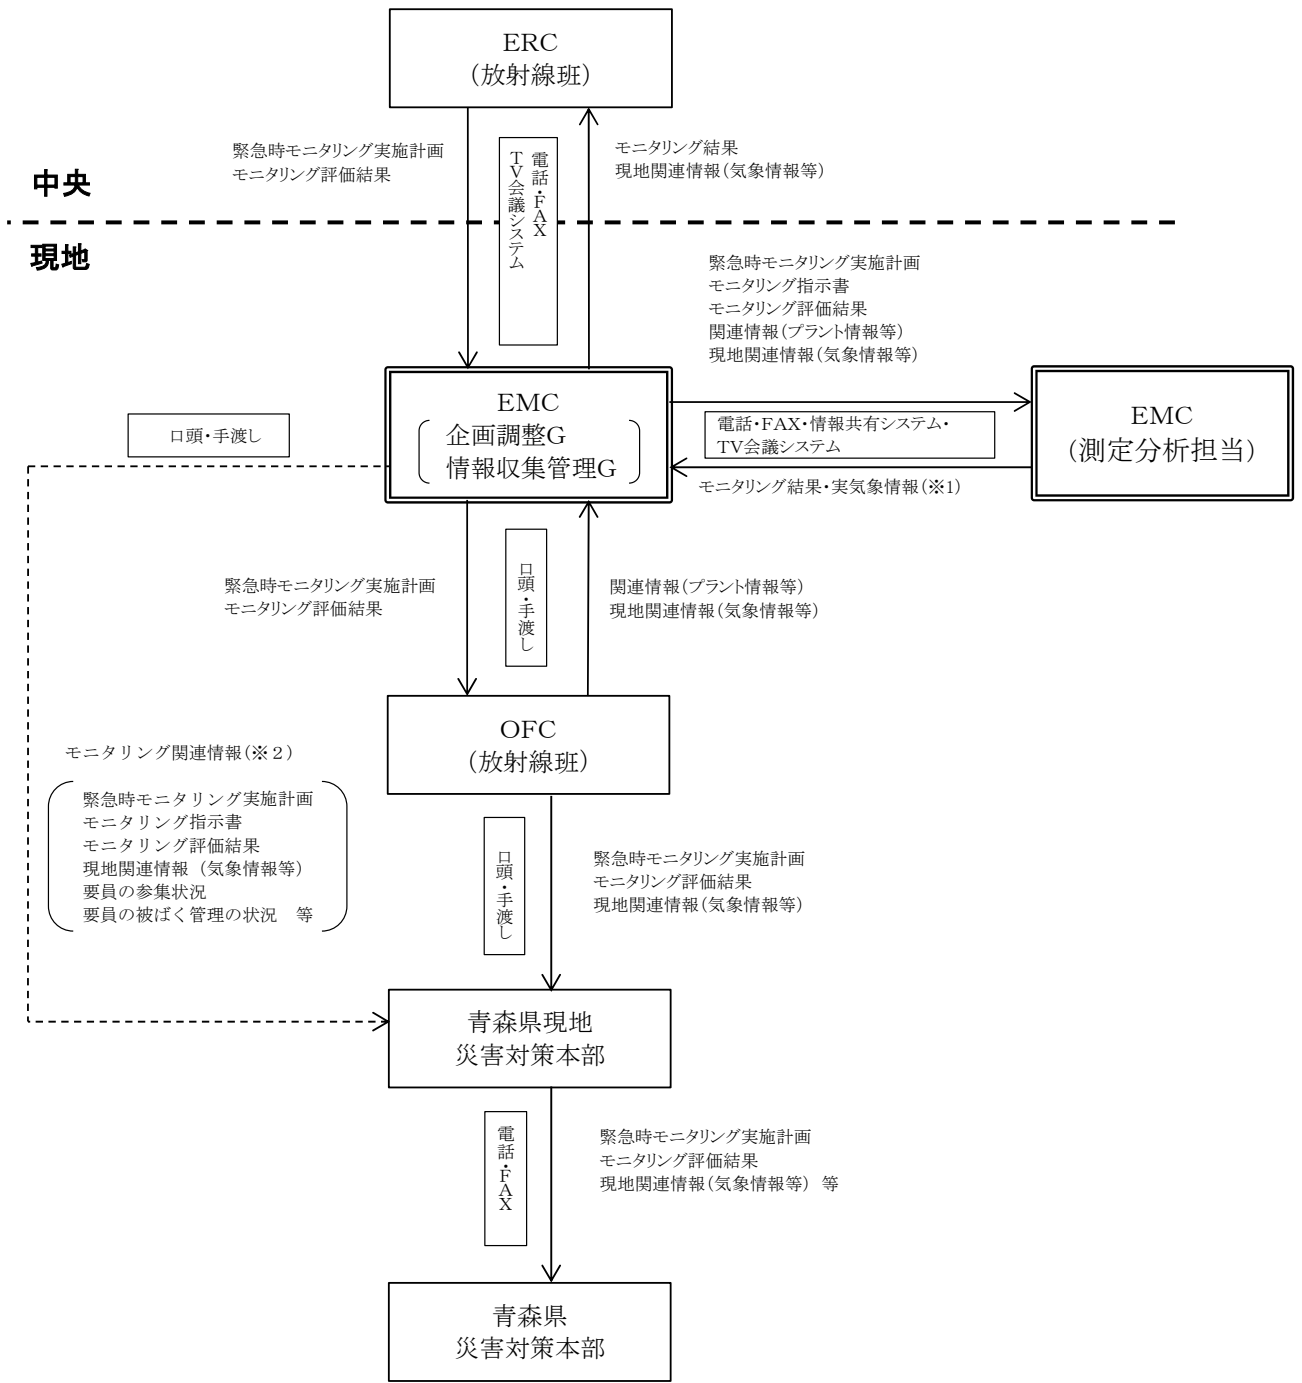 ERC
(放射線班)
緊急時モニタリング実施計画
モニタリング評価結果
電話・FAX
TV会議システム
モニタリング結果
現地関連情報(気象情報等)
中央
現地
緊急時モニタリング実施計画
モニタリング指示書
モニタリング評価結果
関連情報(プラント情報等)
現地関連情報(気象情報等)
EMC
企画調整G
情報収集管理G
口頭・手渡し
電話・FAX・情報共有システム・
TV会議システム
モニタリング結果・実気象情報(※1)
EMC
(測定分析担当)
緊急時モニタリング実施計画
モニタリング評価結果
口頭・手渡し
関連情報(プラント情報等)
現地関連情報(気象情報等)
OFC
(放射線班)
モニタリング関連情報(※2)
緊急時モニタリング実施計画
モニタリング指示書
モニタリング評価結果
現地関連情報(気象情報等)
要員の参集状況
要員の被ばく管理の状況 等
口頭・手渡し
緊急時モニタリング実施計画
モニタリング評価結果
現地関連情報(気象情報等)
青森県現地
災害対策本部
電話・FAX
緊急時モニタリング実施計画
モニタリング評価結果
現地関連情報(気象情報等) 等
青森県
災害対策本部